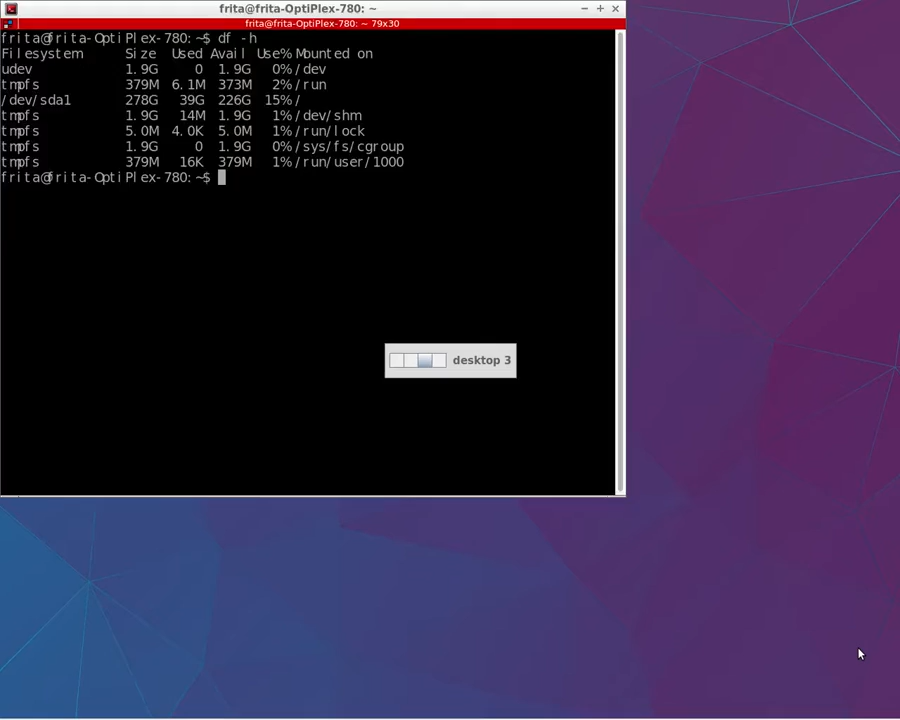 frita@frita-OptiPlex-780: ~
frita@frita-OptiPlex-780: ~ 79x30
frita@frita-OptiPlex-780:~$ df -h
Filesystem Size Used Avail Use% Mounted on
udev 1.9G 0 1.9G 0% /dev
tmpfs 379M 6.1M 373M 2% /run
/dev/sda1 278G 39G 226G 15% /
tmpfs 1.9G 14M 1.9G 1% /dev/shm
tmpfs 5.0M 4.0K 5.0M 1% /run/lock
tmpfs 1.9G 0 1.9G 0% /sys/fs/cgroup
tmpfs 379M 16K 379M 1% /run/user/1000
frita@frita-OptiPlex-780:~$
desktop 3